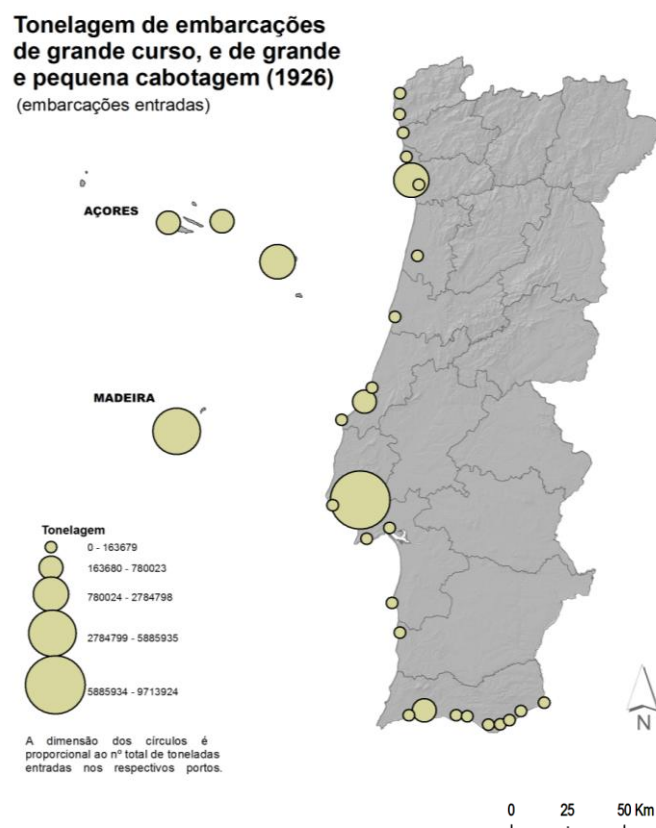 Tonelagem de embarcações
de grande curso, e de grande
e pequena cabotagem (1926)
(embarcações entradas)
AÇORES
MADEIRA
Tonelagem
0 - 163679
163680 - 780023
780024 - 2784798
2784799 - 5885935
5885934 - 9713924
A dimensão dos círculos é
proporcional ao nº total de toneladas
entradas nos respectivos portos.
N
0 25 50 Km